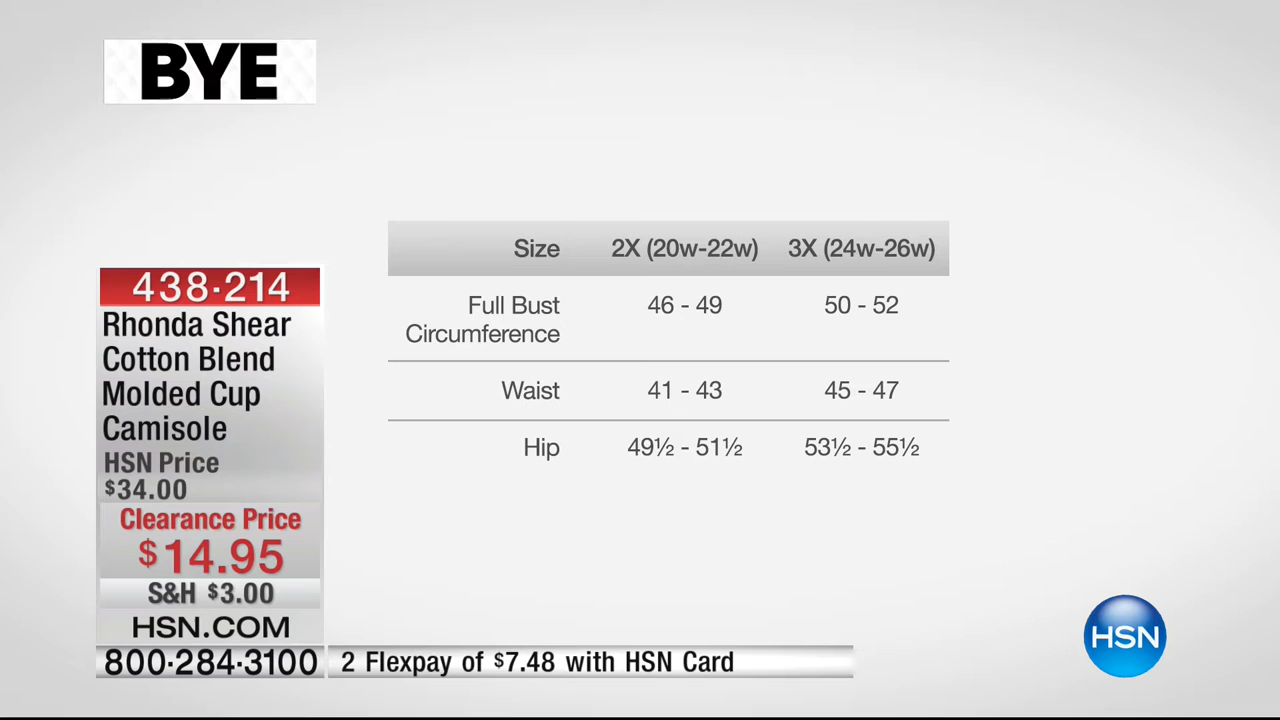 BYE
438·214
Rhonda Shear
Cotton Blend
Molded Cup
Camisole
HSN Price
$34.00
Clearance Price
$14.95
S&H $3.00
HSN.COM
800·284·3100
2 Flexpay of $7.48 with HSN Card
Size 2X (20w-22w) 3X (24w-26w)
Full Bust
Circumference 46 - 49 50 - 52
Waist 41 - 43 45 - 47
Hip 49½ - 51½ 53½ - 55½
HSN